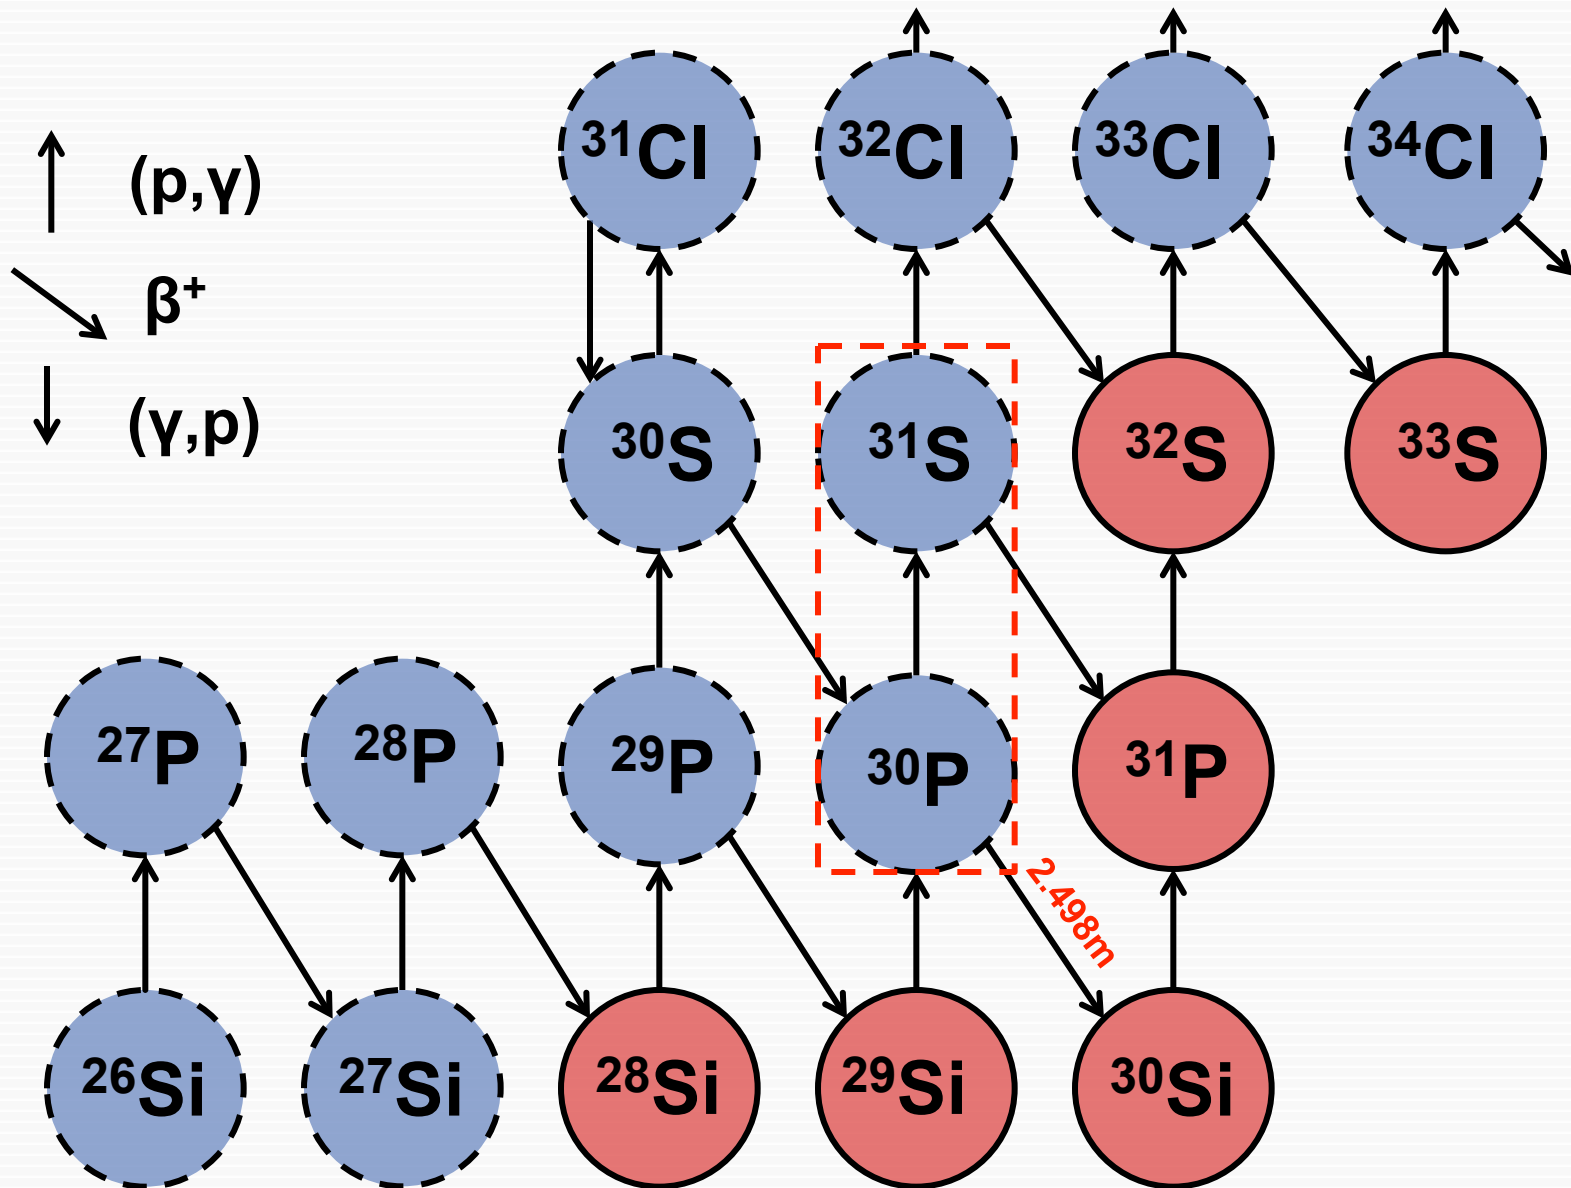 ³¹Cl ³²Cl ³³Cl ³⁴Cl
(p,γ)
β⁺
(γ,p)
³⁰S ³¹S ³²S ³³S
²⁷P ²⁸P ²⁹P ³⁰P ³¹P
2.498m
²⁶Si ²⁷Si ²⁸Si ²⁹Si ³⁰Si